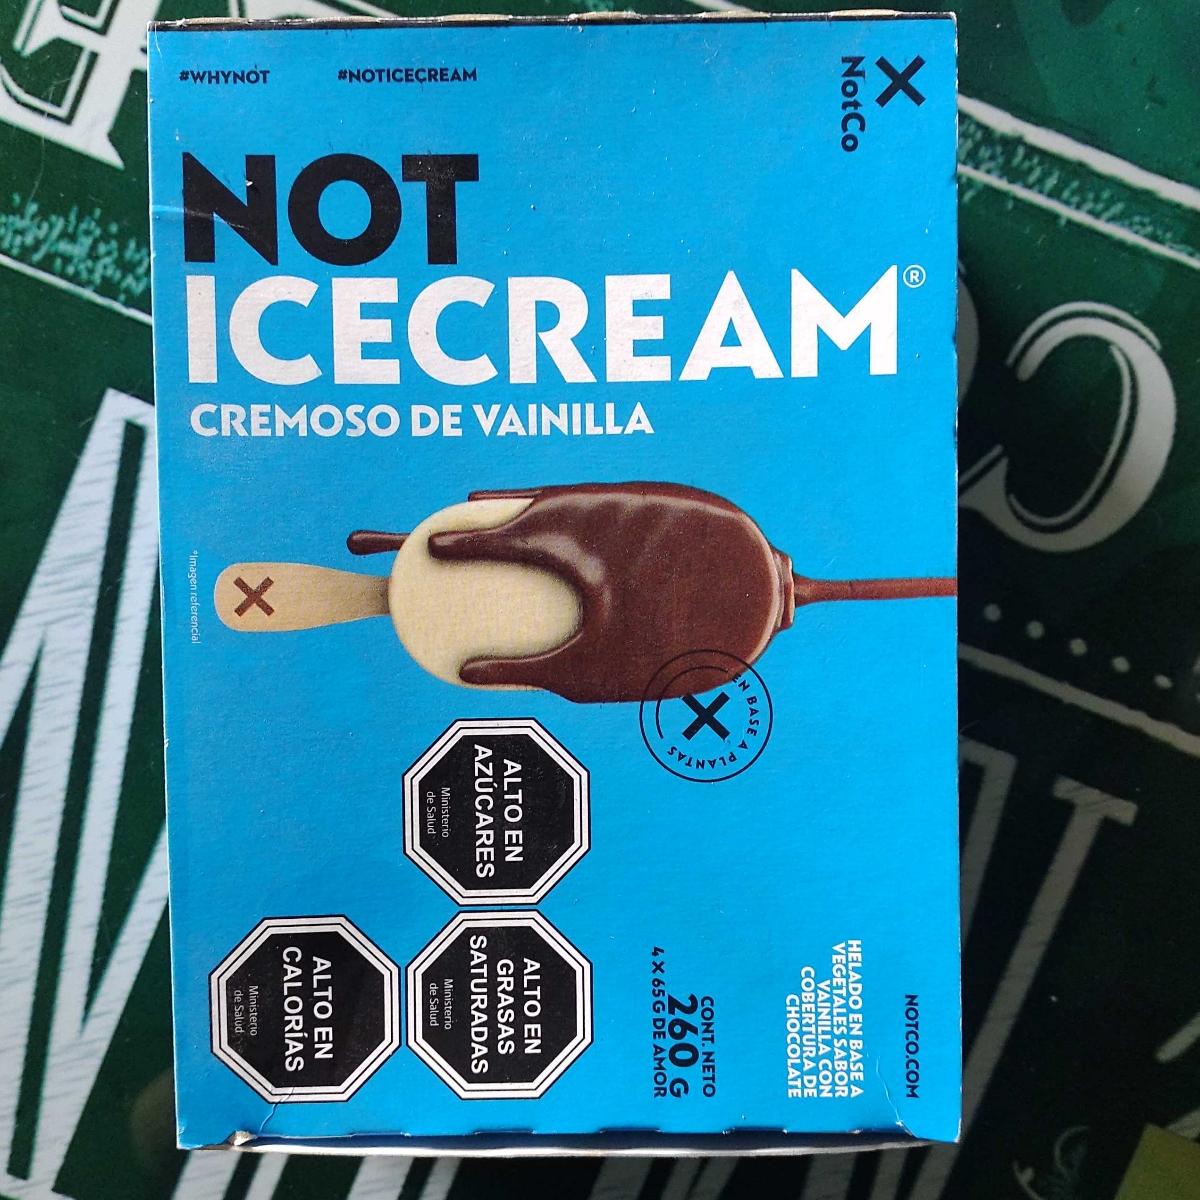 #WHYNOT #NOTICECREAM
NotCo
NOT
ICECREAM®
CREMOSO DE VAINILLA
*Imagen referencial
EN BASE A PLANTAS
ALTO EN
AZÚCARES
Ministerio
de Salud
ALTO EN
CALORÍAS
Ministerio
de Salud
ALTO EN
GRASAS
SATURADAS
Ministerio
de Salud
CONT. NETO
260 G
4 X 65 G DE AMOR
HELADO EN BASE A
VEGETALES SABOR
VAINILLA CON
COBERTURA DE
CHOCOLATE
NOTCO.COM